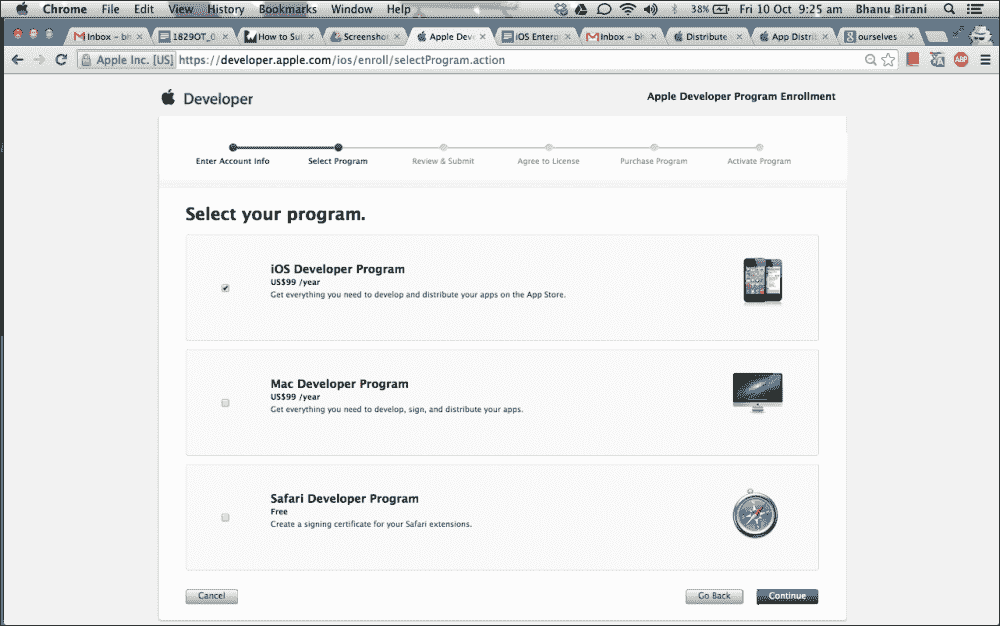 Chrome File Edit View History Bookmarks Window Help 38% Fri 10 Oct 9:25 am Bhanu Birani
Inbox – bh 1829OT_0 How to Sub Screenshot Apple Dev iOS Enterp Inbox – bh Distribute App Distri ourselves
Apple Inc. [US] https://developer.apple.com/ios/enroll/selectProgram.action ABP
Developer
Apple Developer Program Enrollment
Enter Account Info Select Program Review & Submit Agree to License Purchase Program Activate Program
Select your program.
iOS Developer Program
US$99 /year
Get everything you need to develop and distribute your apps on the App Store.
Mac Developer Program
US$99 /year
Get everything you need to develop, sign, and distribute your apps.
Safari Developer Program
Free
Create a signing certificate for your Safari extensions.
Cancel Go Back Continue